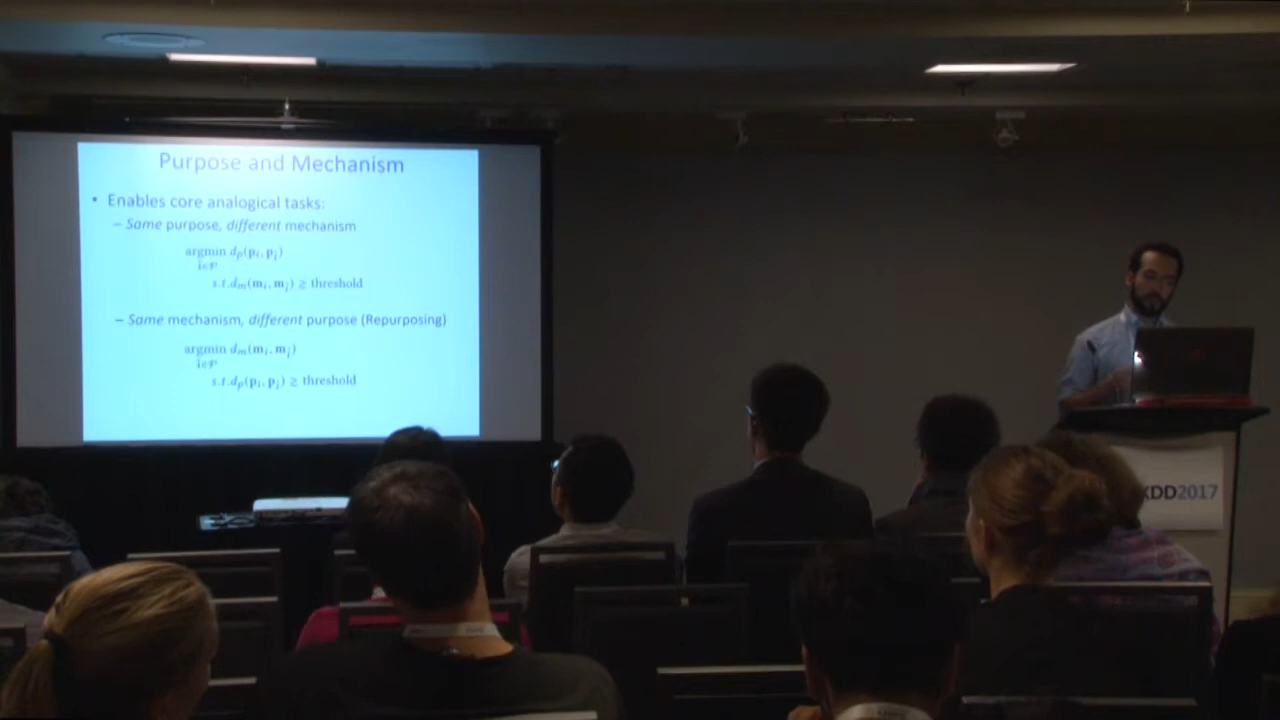 Purpose and Mechanism
• Enables core analogical tasks:
– Same purpose, different mechanism
argmin dₚ(pᵢ, pⱼ)
i∈𝒫
s.t.dₘ(mᵢ, mⱼ) ≥ threshold
– Same mechanism, different purpose (Repurposing)
argmin dₘ(mᵢ, mⱼ)
i∈𝒫
s.t.dₚ(pᵢ, pⱼ) ≥ threshold
KDD2017